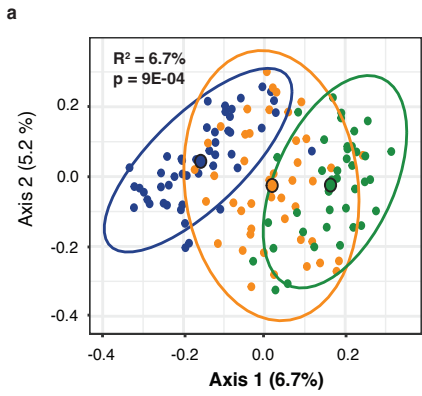 a
R² = 6.7%
p = 9E-04
Axis 2 (5.2 %)
0.2
0.0
-0.2
-0.4
-0.4
-0.2
0.0
0.2
Axis 1 (6.7%)